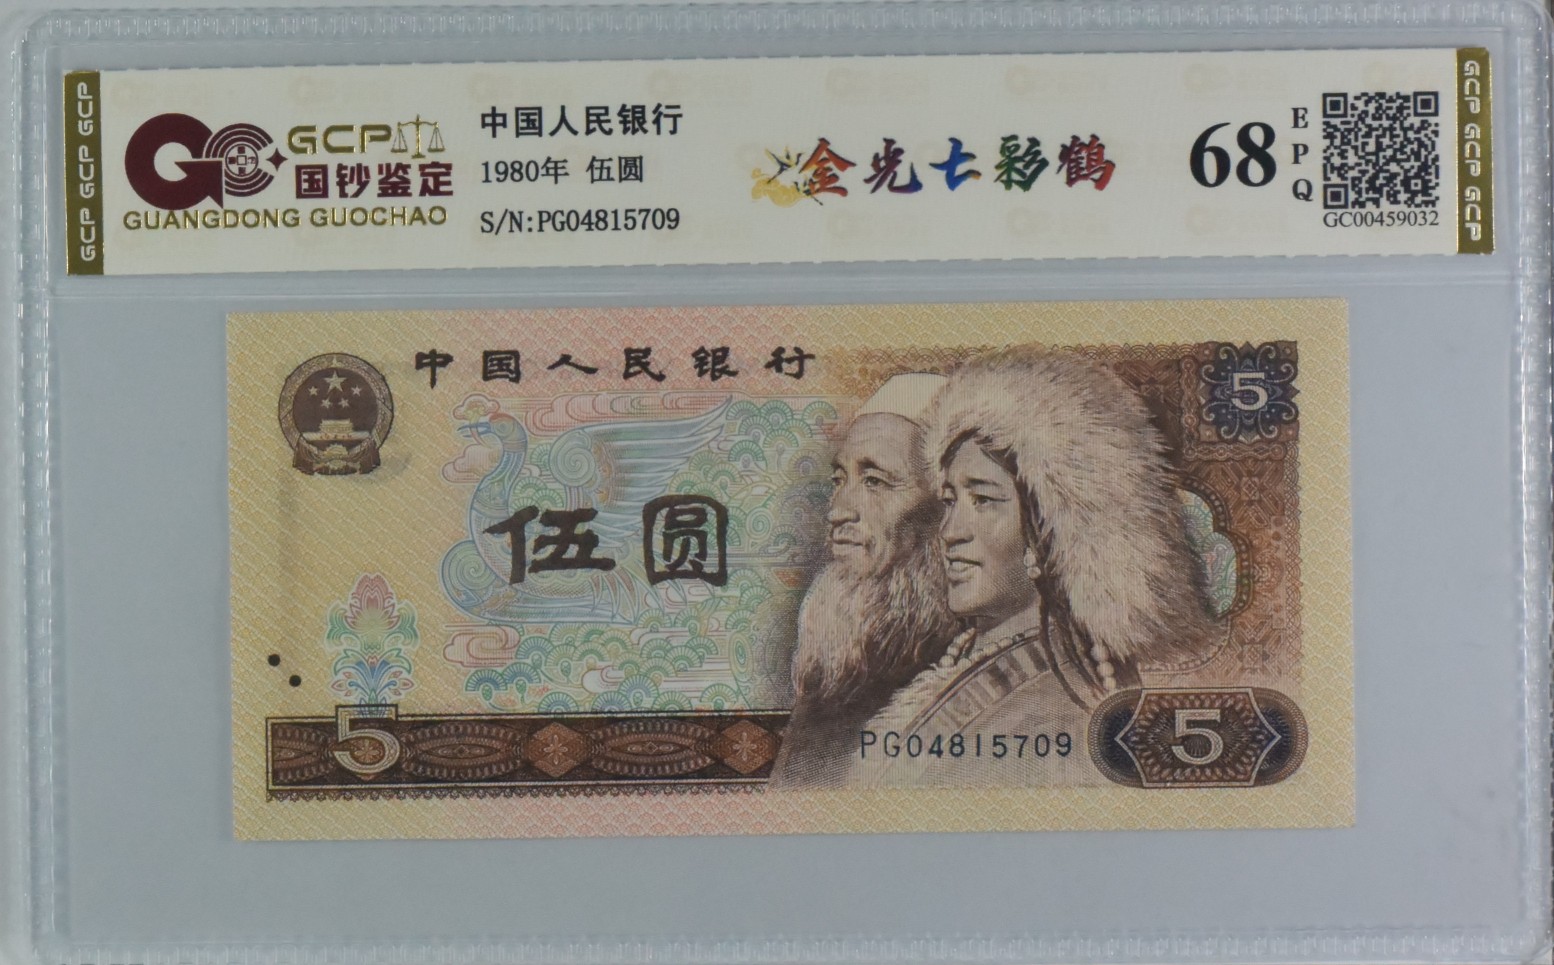 GCP GCP GCP
GCP
国钞鉴定
GUANGDONG GUOCHAO
中国人民银行
1980年 伍圆
S/N:PG04815709
金光七彩鹤
68
EPQ
GC00459032
GCP GCP GCP
中国人民银行
5
伍圆
5
PG04815709
5